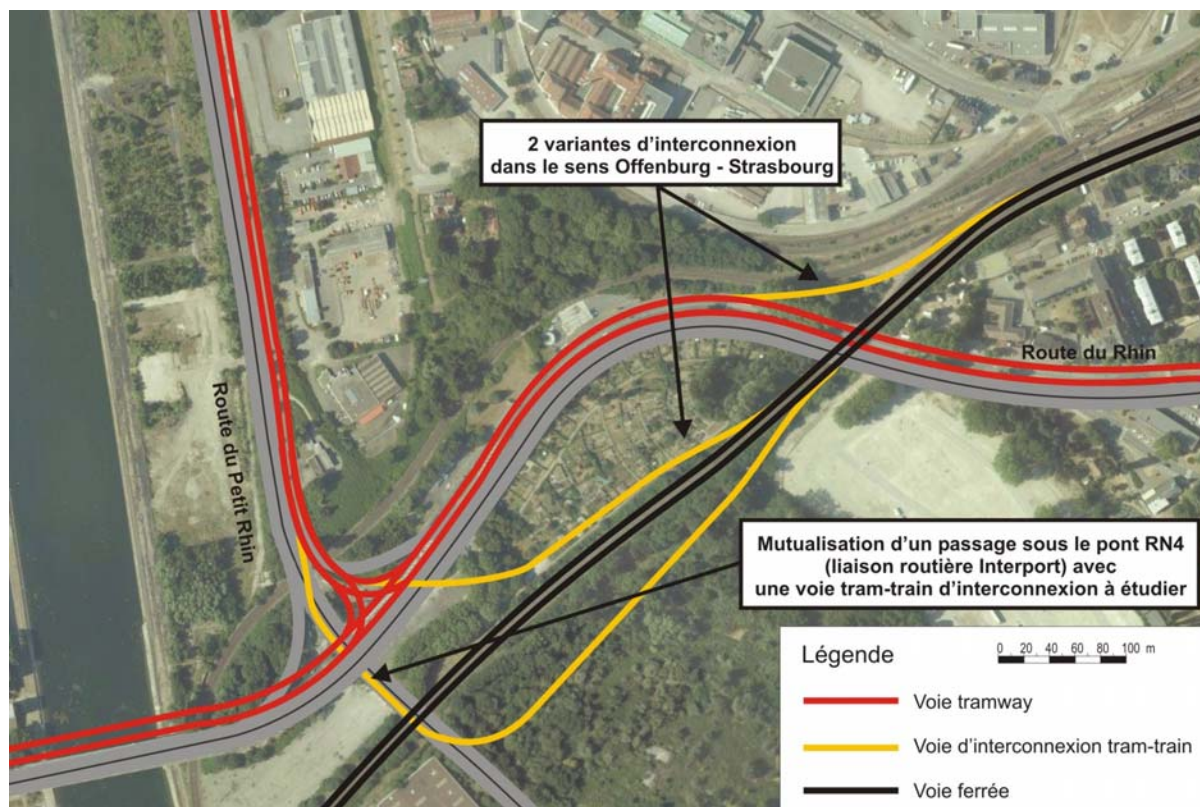 2 variantes d'interconnexion
dans le sens Offenburg - Strasbourg
Route du Rhin
Route du Petit Rhin
Mutualisation d'un passage sous le pont RN4
(liaison routière Interport) avec
une voie tram-train d'interconnexion à étudier
Légende
0 20 40 60 80 100 m
Voie tramway
Voie d'interconnexion tram-train
Voie ferrée